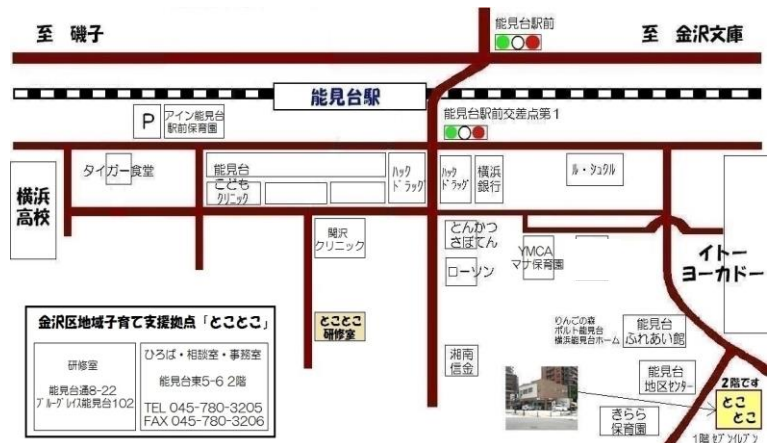 至 磯子
能見台駅前
至 金沢文庫
能見台駅
能見台駅前交差点第1
P
アイン能見台
駅前保育園
横浜
高校
タイガー食堂
能見台
こども
クリニック
ハック
ドラッグ
ハック
ドラッグ
横浜
銀行
ル・シュクル
関沢
クリニック
とんかつ
さぼてん
ローソン
YMCA
マナ保育園
イトー
ヨーカドー
とことこ
研修室
湘南
信金
りんごの森
ポルト能見台
横浜能見台ホーム
能見台
ふれあい館
能見台
地区センター
きらら
保育園
2階です
とこ
とこ
1階 セブンイレブン
金沢区地域子育て支援拠点「とことこ」
研修室
能見台通8-22
ブルーグレイス能見台102
ひろば・相談室・事務室
能見台東5-6 2階
TEL 045-780-3205
FAX 045-780-3206